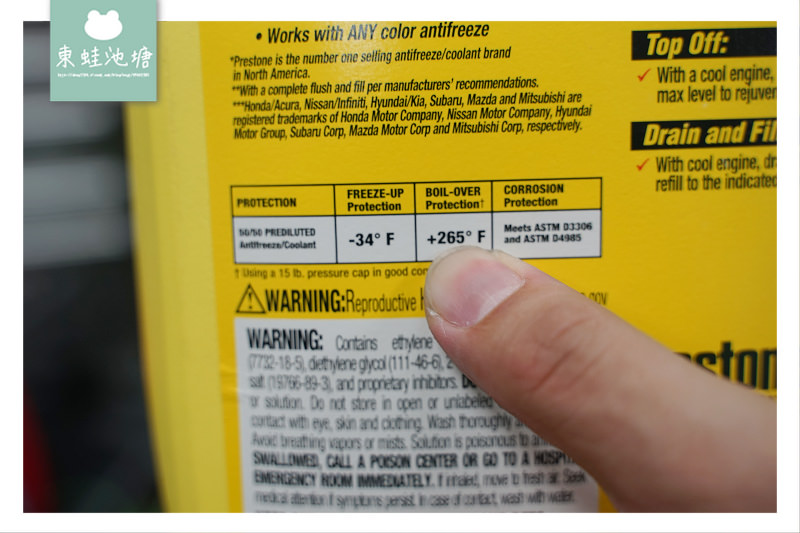 東蛙池塘
• Works with ANY color antifreeze
*Prestone is the number one selling antifreeze/coolant brand
in North America.
**With a complete flush and fill per manufacturers' recommendations.
***Honda/Acura, Nissan/Infiniti, Hyundai/Kia, Subaru, Mazda and Mitsubishi are
registered trademarks of Honda Motor Company, Nissan Motor Company, Hyundai
Motor Group, Subaru Corp, Mazda Motor Corp and Mitsubishi Corp, respectively.
Top Off:
✓ With a cool engine,
max level to rejuven
Drain and Fil
✓ With cool engine, dr
refill to the indicated
PROTECTION
FREEZE-UP
Protection
BOIL-OVER
Protection†
CORROSION
Protection
50/50 PREDILUTED
Antifreeze/Coolant
-34° F
+265° F
Meets ASTM D3306
and ASTM D4985
† Using a 15 lb. pressure cap in good con
WARNING: Reproductive H
.gov
WARNING: Contains ethylene
(7732-18-5), diethylene glycol (111-46-6), 2-
salt (19766-89-3), and proprietary inhibitors.
or solution. Do not store in open or unlabeled
contact with eye, skin and clothing. Wash thoroughly
Avoid breathing vapors or mists. Solution is poisonous to
SWALLOWED, CALL A POISON CENTER OR GO TO A HOSPI
EMERGENCY ROOM IMMEDIATELY. If inhaled, move to fresh air. Seek
medical attention if symptoms persist. In case of contact, wash with water.
eston